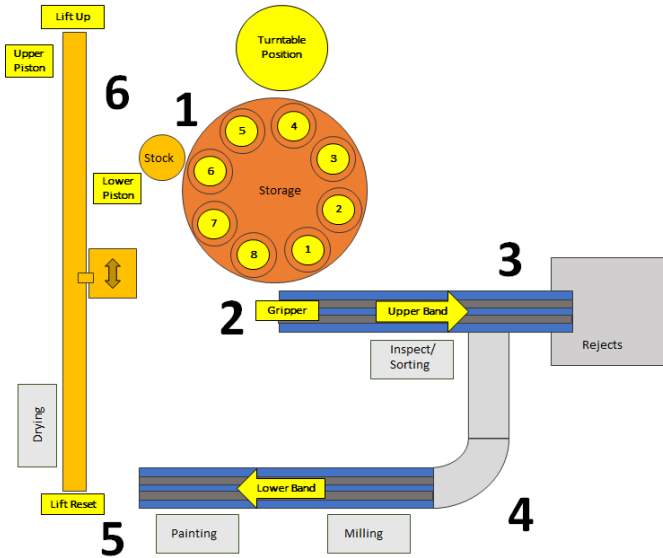 Lift Up
Turntable
Position
Upper
Piston
6
1
5
4
Stock
3
6
Lower
Piston
Storage
2
7
8
1
3
2
Gripper
Upper Band
Inspect/
Sorting
Rejects
Drying
Lower Band
Lift Reset
4
5
Painting
Milling